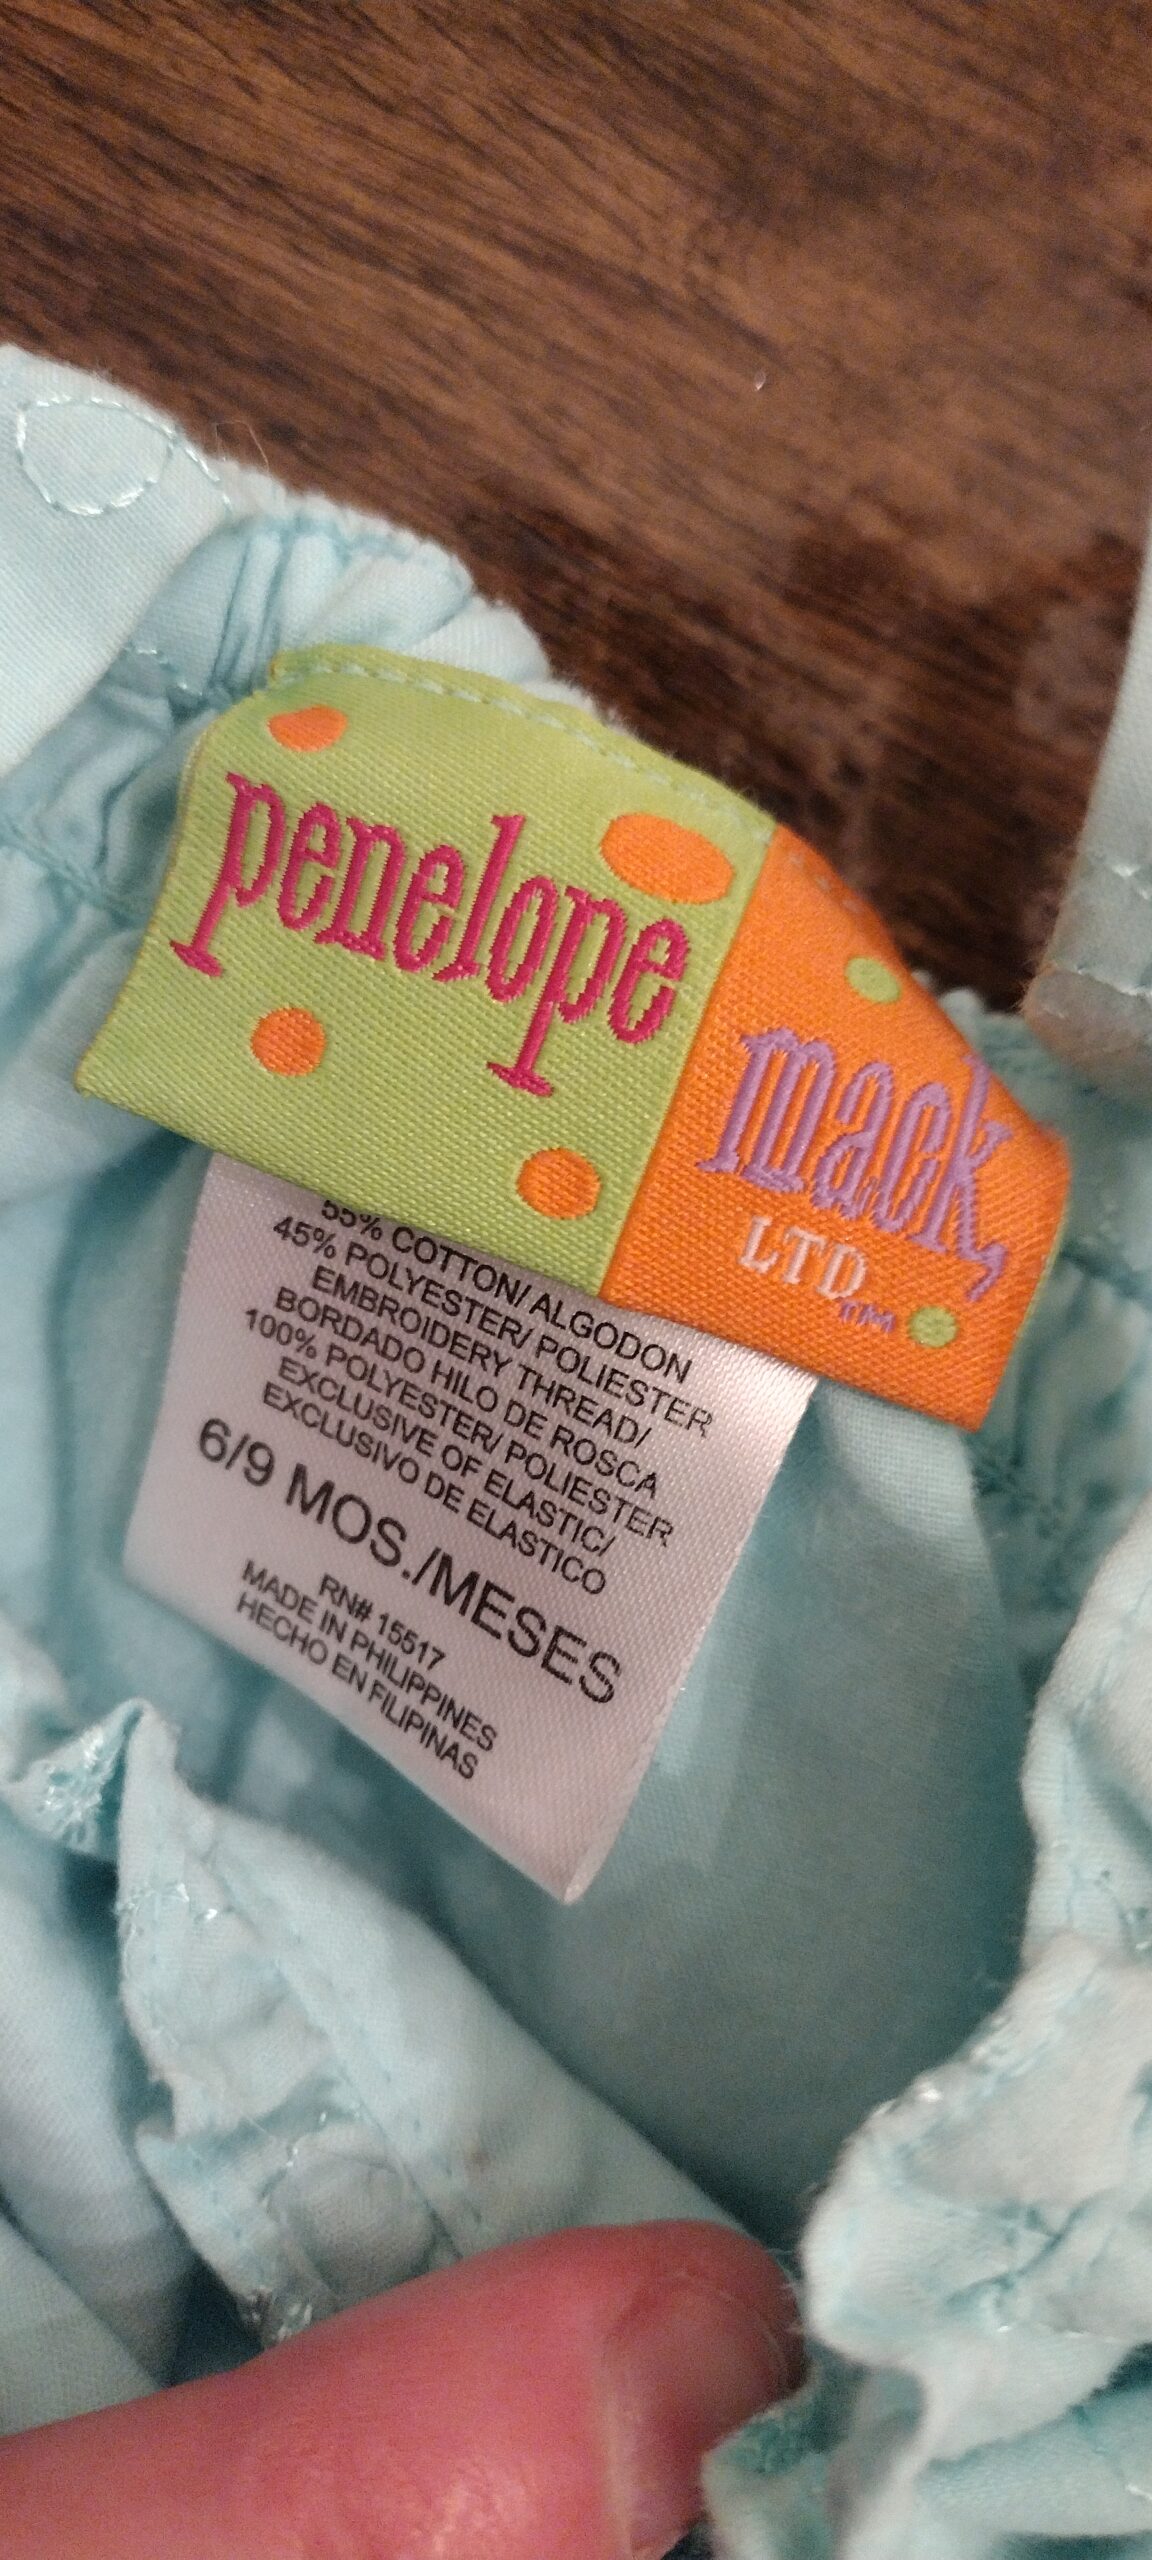 penelope
mack,
LTD™
55% COTTON/ ALGODON
45% POLYESTER/ POLIESTER
EMBROIDERY THREAD/
BORDADO HILO DE ROSCA
100% POLYESTER/ POLIESTER
EXCLUSIVE OF ELASTIC/
EXCLUSIVO DE ELASTICO
6/9 MOS./MESES
RN# 15517
MADE IN PHILIPPINES
HECHO EN FILIPINAS